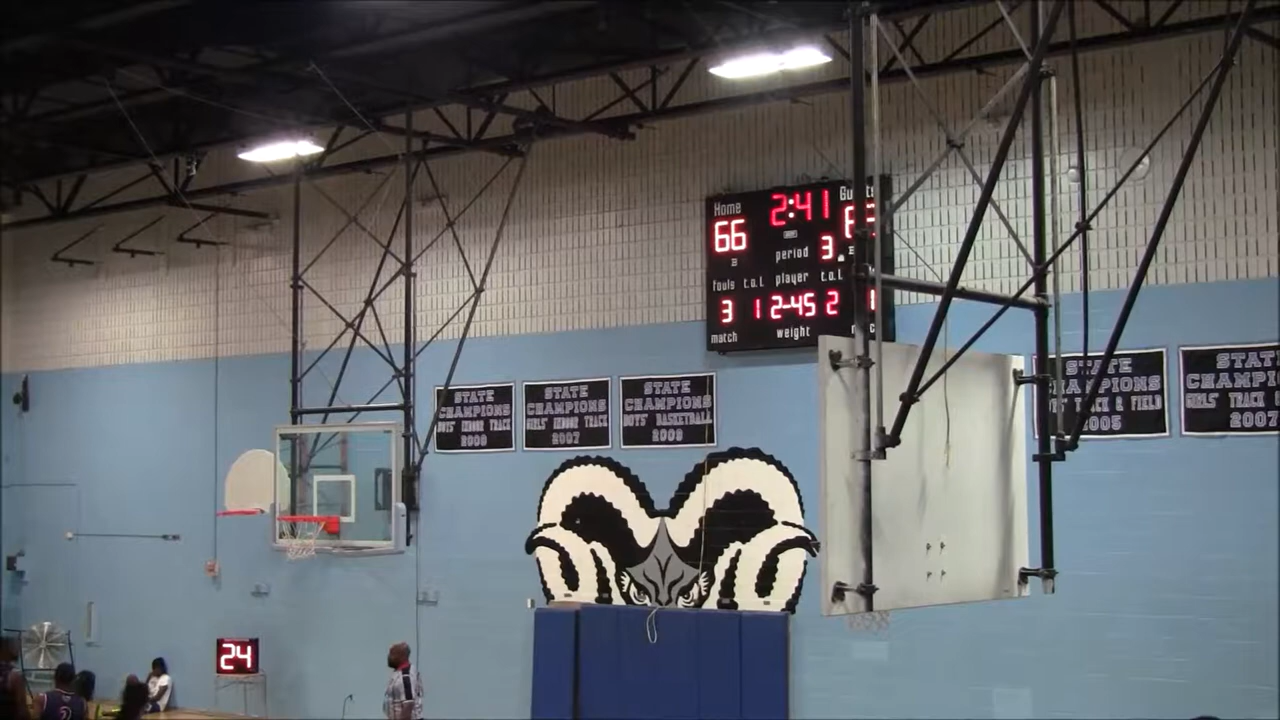 Home 2:41 Guests
66
period 3
fouls t.o.l. player t.o.l.
3 1 2-45 2 1
match weight
STATE
CHAMPIONS
BOYS' INDOOR TRACK
STATE
CHAMPIONS
GIRLS' INDOOR TRACK
2007
STATE
CHAMPIONS
BOYS' BASKETBALL
2009
STATE
CHAMPIONS
TRACK & FIELD
2005
STATE
CHAMPI
GIRLS' TRACK &
2007
24
2